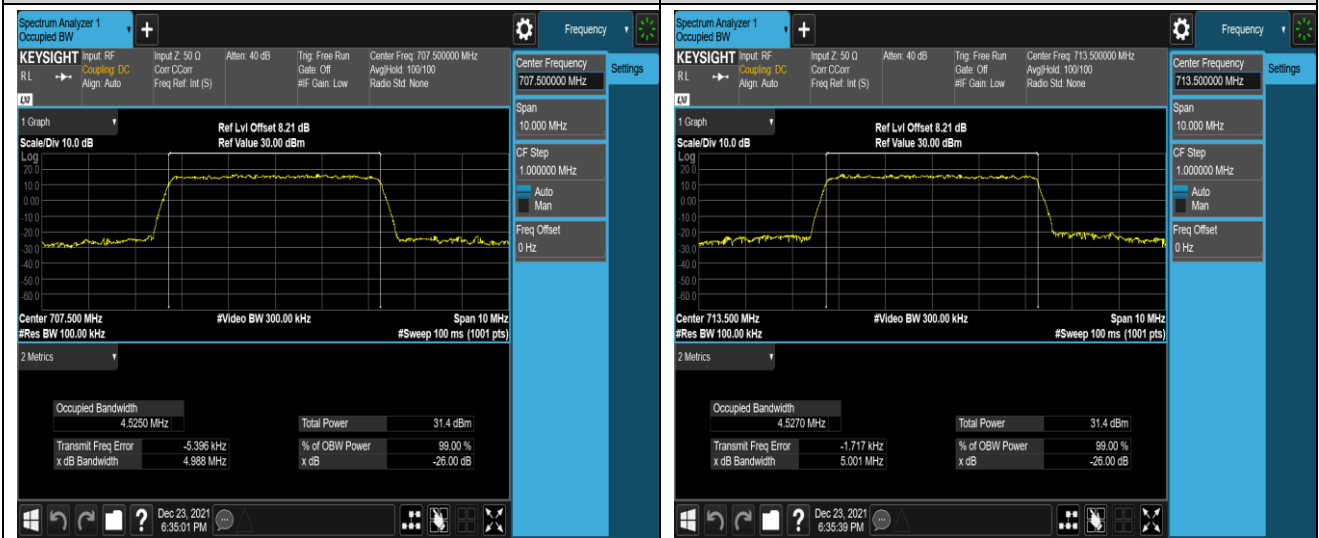 Spectrum Analyzer 1
Occupied BW
+
Frequency
KEYSIGHT Input: RF Input Z: 50 Ω Atten: 40 dB Trig: Free Run Center Freq: 707.500000 MHz
Coupling: DC Corr CCorr Gate: Off Avg|Hold: 100/100
RL Align: Auto Freq Ref: Int (S) #IF Gain: Low Radio Std: None
LXI
Center Frequency
707.500000 MHz
Settings
Span
10.000 MHz
CF Step
1.000000 MHz
Auto
Man
Freq Offset
0 Hz
1 Graph
Ref Lvl Offset 8.21 dB
Scale/Div 10.0 dB Ref Value 30.00 dBm
Log
20.0
10.0
0.00
-10.0
-20.0
-30.0
-40.0
-50.0
-60.0
Center 707.500 MHz #Video BW 300.00 kHz Span 10 MHz
#Res BW 100.00 kHz #Sweep 100 ms (1001 pts)
2 Metrics
Occupied Bandwidth
4.5250 MHz Total Power 31.4 dBm
Transmit Freq Error -5.396 kHz % of OBW Power 99.00 %
x dB Bandwidth 4.988 MHz x dB -26.00 dB
? Dec 23, 2021
6:35:01 PM
Spectrum Analyzer 1
Occupied BW
+
Frequency
KEYSIGHT Input: RF Input Z: 50 Ω Atten: 40 dB Trig: Free Run Center Freq: 713.500000 MHz
Coupling: DC Corr CCorr Gate: Off Avg|Hold: 100/100
RL Align: Auto Freq Ref: Int (S) #IF Gain: Low Radio Std: None
LXI
Center Frequency
713.500000 MHz
Settings
Span
10.000 MHz
CF Step
1.000000 MHz
Auto
Man
Freq Offset
0 Hz
1 Graph
Ref Lvl Offset 8.21 dB
Scale/Div 10.0 dB Ref Value 30.00 dBm
Log
20.0
10.0
0.00
-10.0
-20.0
-30.0
-40.0
-50.0
-60.0
Center 713.500 MHz #Video BW 300.00 kHz Span 10 MHz
#Res BW 100.00 kHz #Sweep 100 ms (1001 pts)
2 Metrics
Occupied Bandwidth
4.5270 MHz Total Power 31.4 dBm
Transmit Freq Error -1.717 kHz % of OBW Power 99.00 %
x dB Bandwidth 5.001 MHz x dB -26.00 dB
? Dec 23, 2021
6:35:39 PM